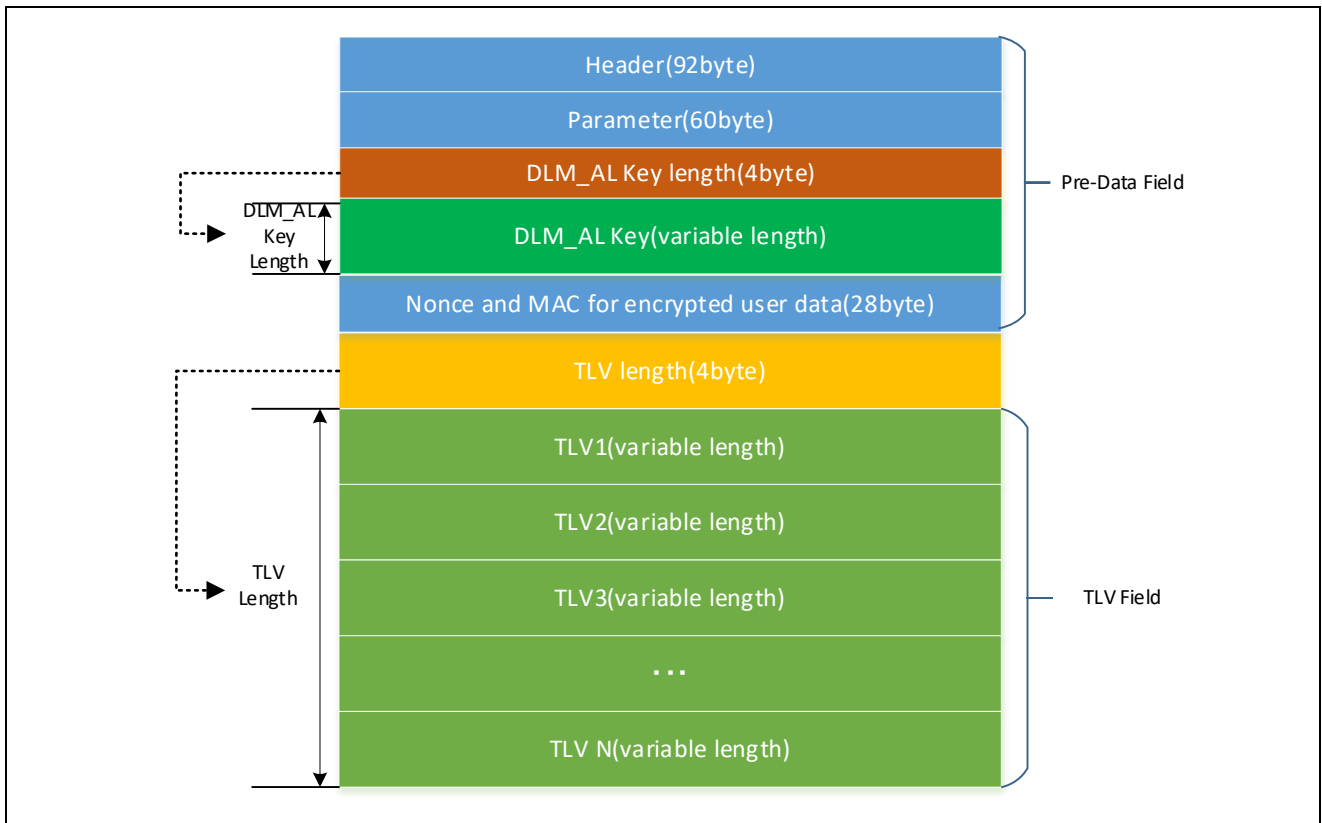 Header(92byte)
Parameter(60byte)
DLM_AL Key length(4byte)
Pre-Data Field
DLM_AL
Key
Length
DLM_AL Key(variable length)
Nonce and MAC for encrypted user data(28byte)
TLV length(4byte)
TLV1(variable length)
TLV2(variable length)
TLV
Length
TLV3(variable length)
TLV Field
...
TLV N(variable length)